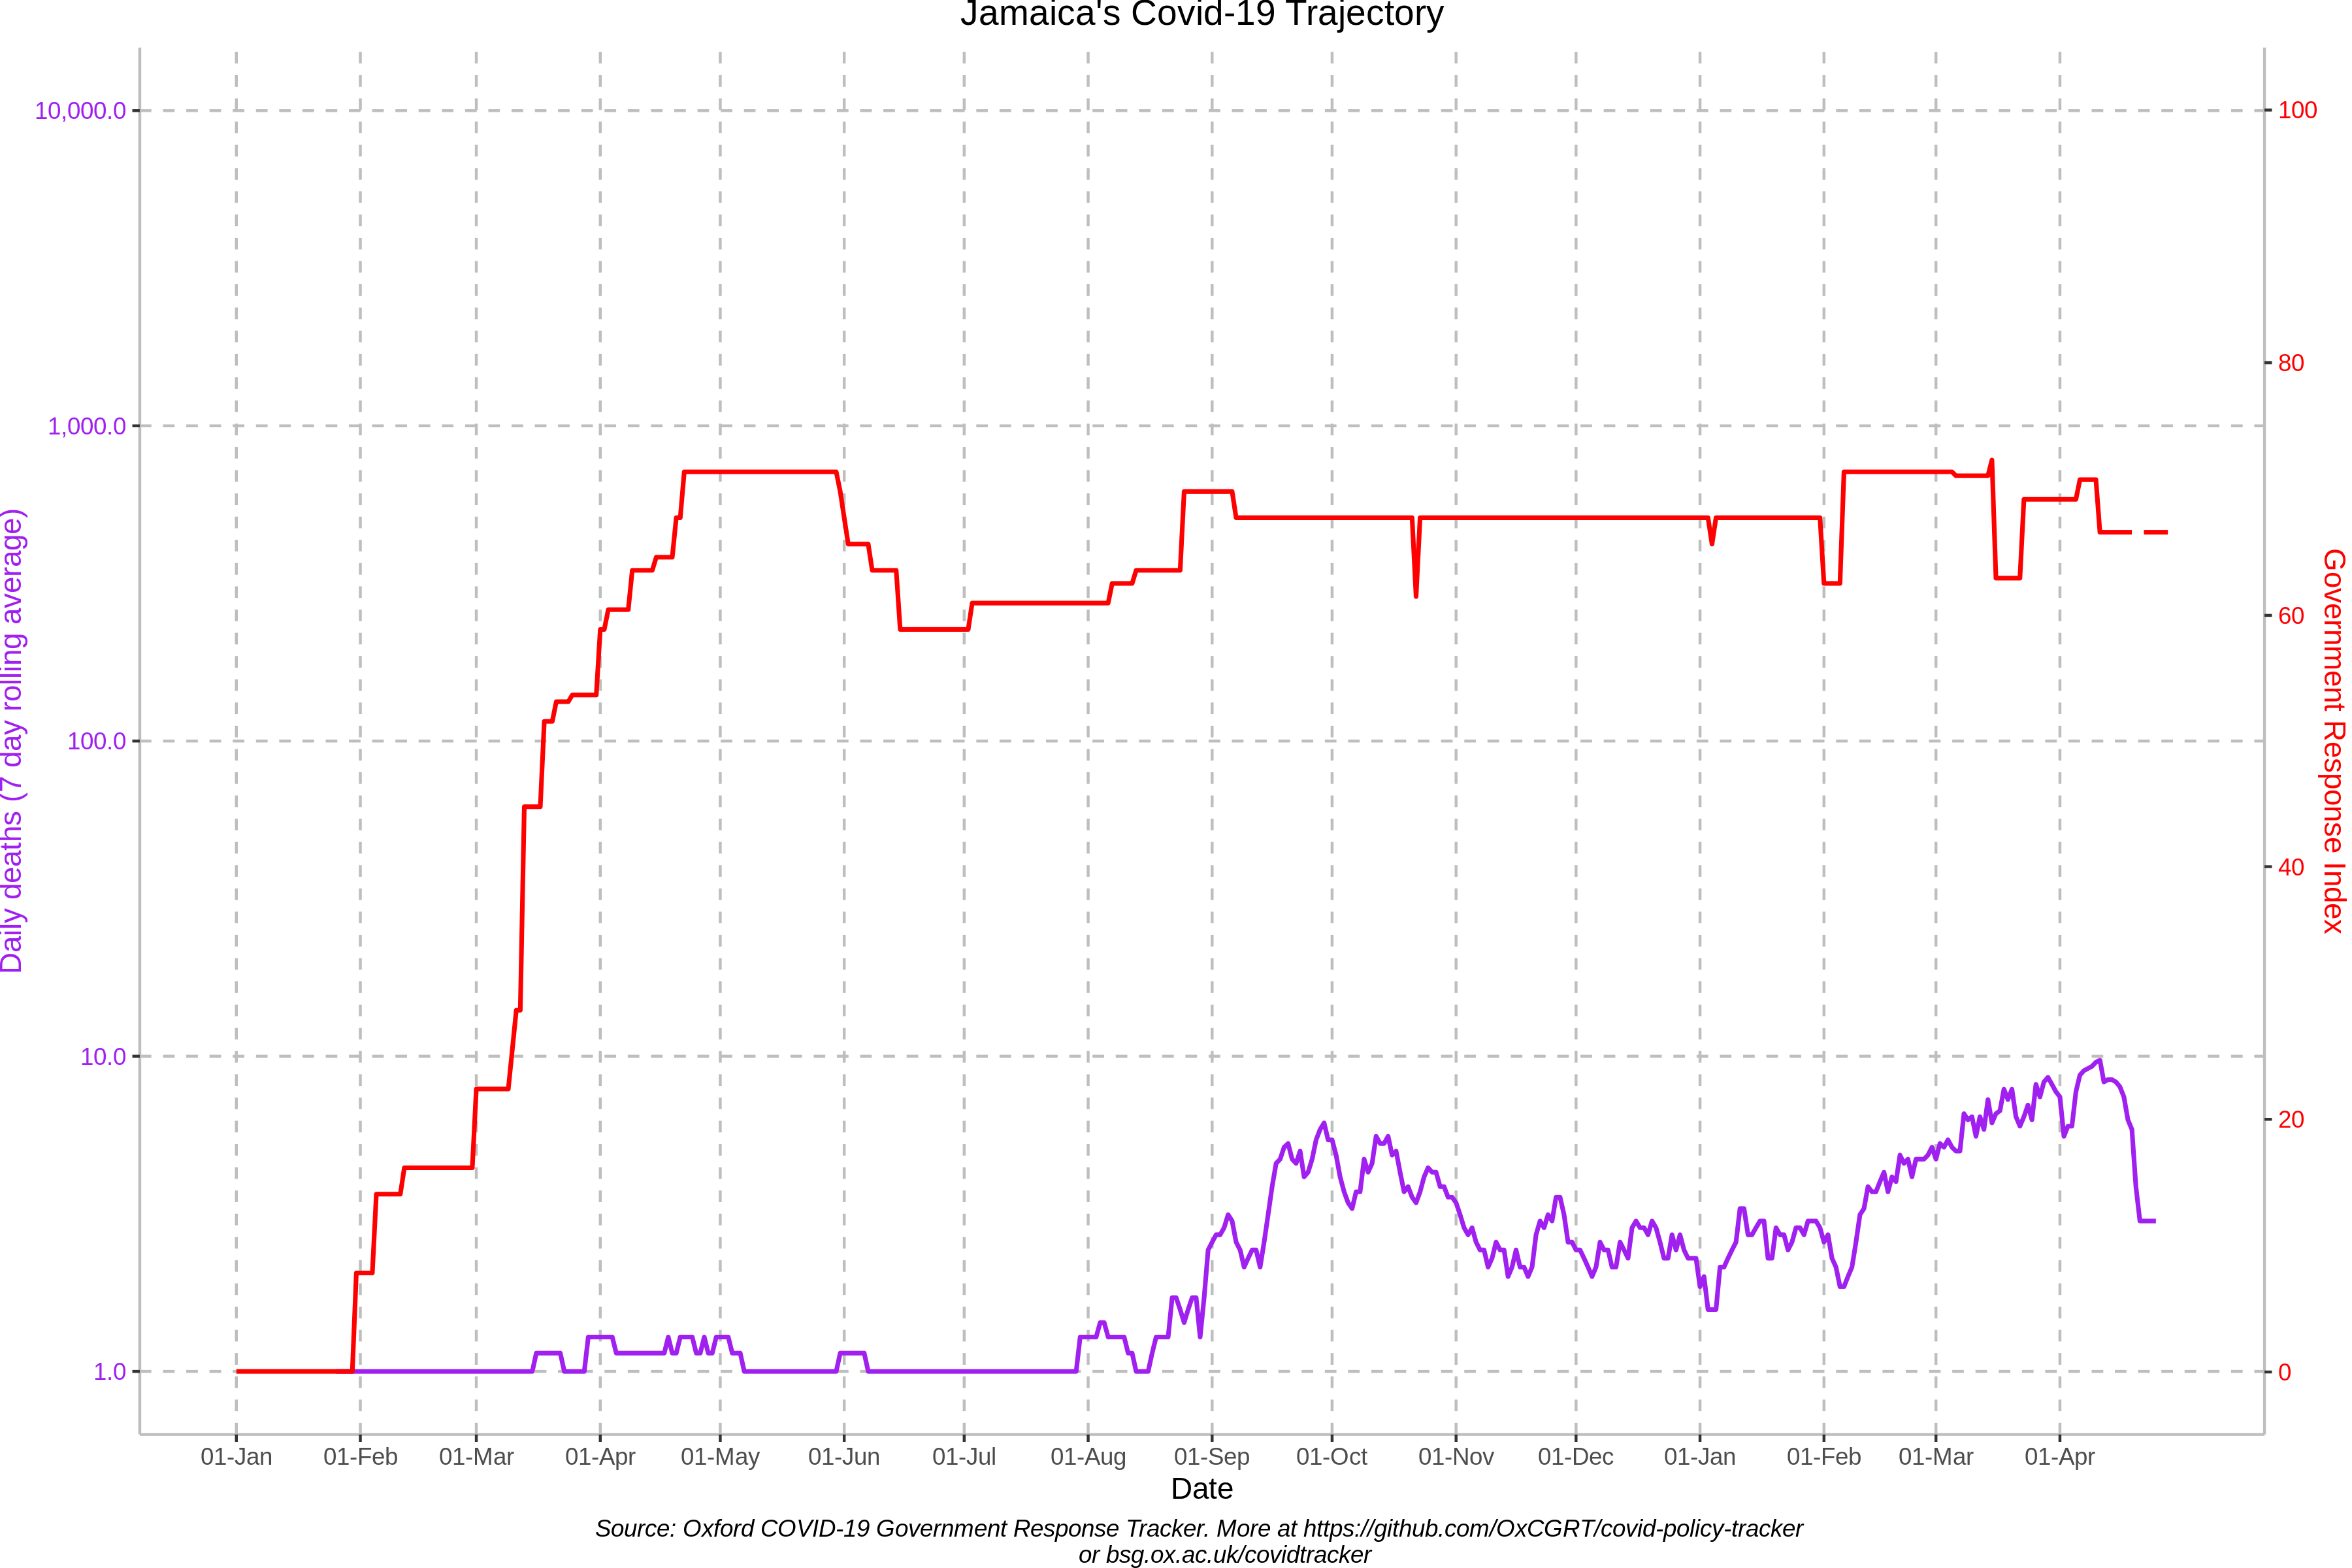 Jamaica's Covid-19 Trajectory
10,000.0
1,000.0
100.0
10.0
1.0
Daily deaths (7 day rolling average)
100
80
60
40
20
0
Government Response Index
01-Jan 01-Feb 01-Mar 01-Apr 01-May 01-Jun 01-Jul 01-Aug 01-Sep 01-Oct 01-Nov 01-Dec 01-Jan 01-Feb 01-Mar 01-Apr
Date
Source: Oxford COVID-19 Government Response Tracker. More at https://github.com/OxCGRT/covid-policy-tracker
or bsg.ox.ac.uk/covidtracker